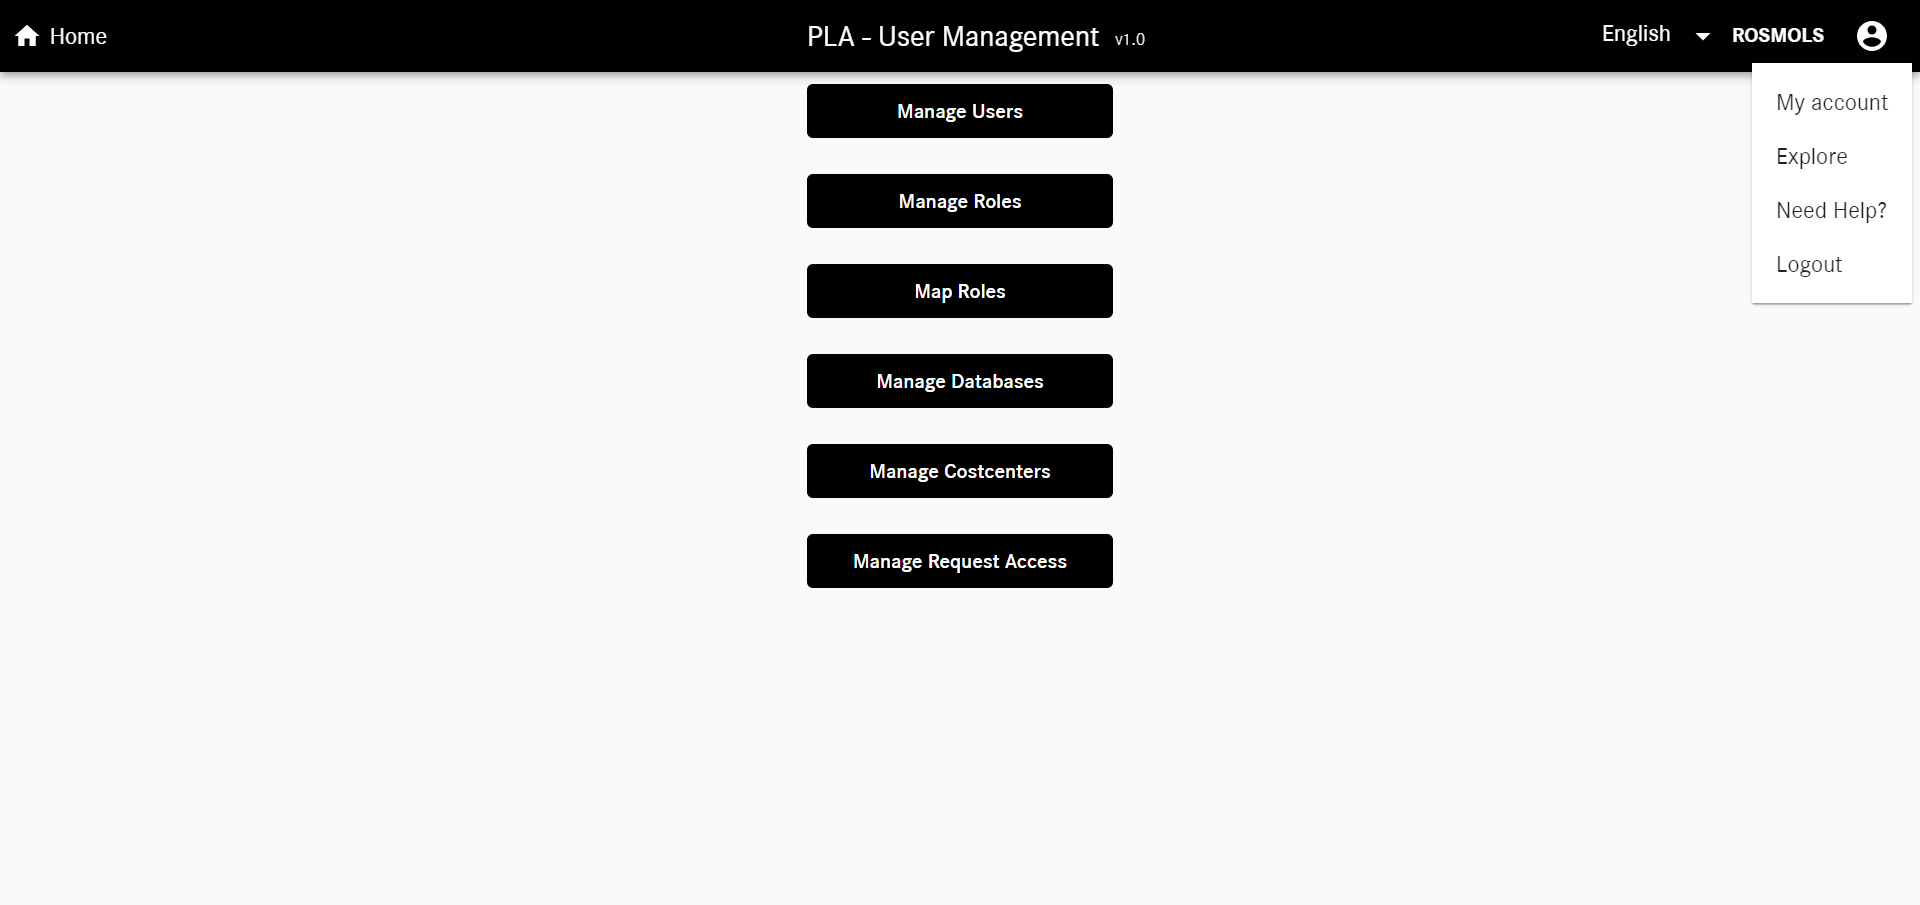 Home
PLA - User Management v1.0
English
ROSMOLS
My account
Explore
Need Help?
Logout
Manage Users
Manage Roles
Map Roles
Manage Databases
Manage Costcenters
Manage Request Access